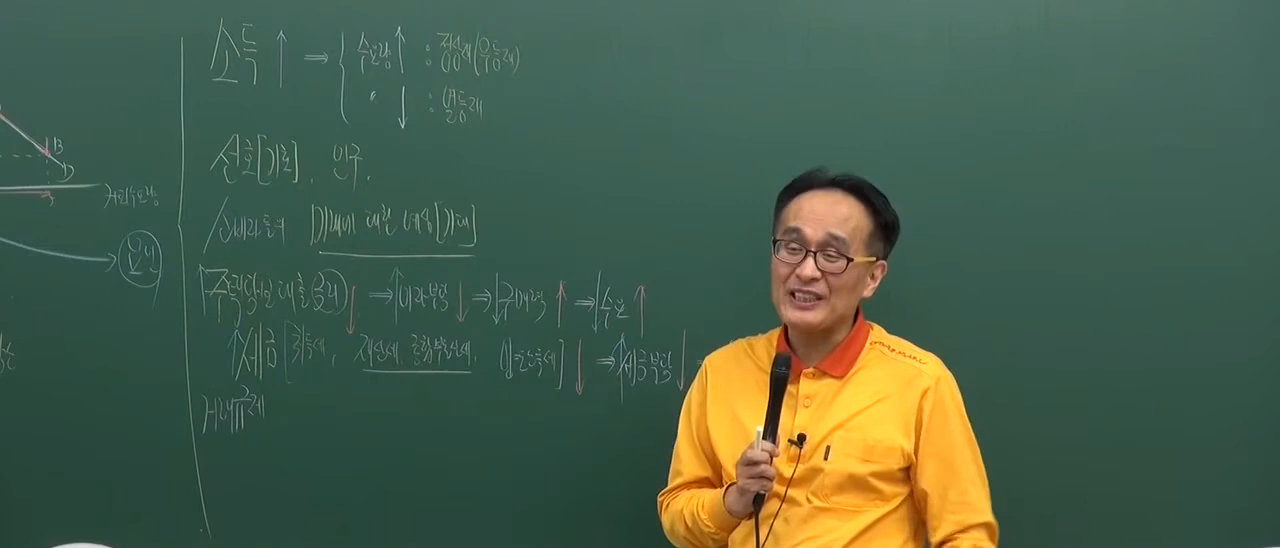 소득↑ ⇒ { 수요량↑ : 정상재(우등재)
〃 ↓ : 열등재
선호[기호], 인구,
소비자들의 미래에 대한 예상[기대]
B
D
거래수요량
요인
↑주택담보대출금리↓ ⇒ ↑이자부담↓ ⇒ ↓구매력↑ ⇒ ↓수요↑
↑세금[취득세, 재산세, 종합부동산세, 양도소득세]↓ ⇒ ↑세금부담↓
거래규제